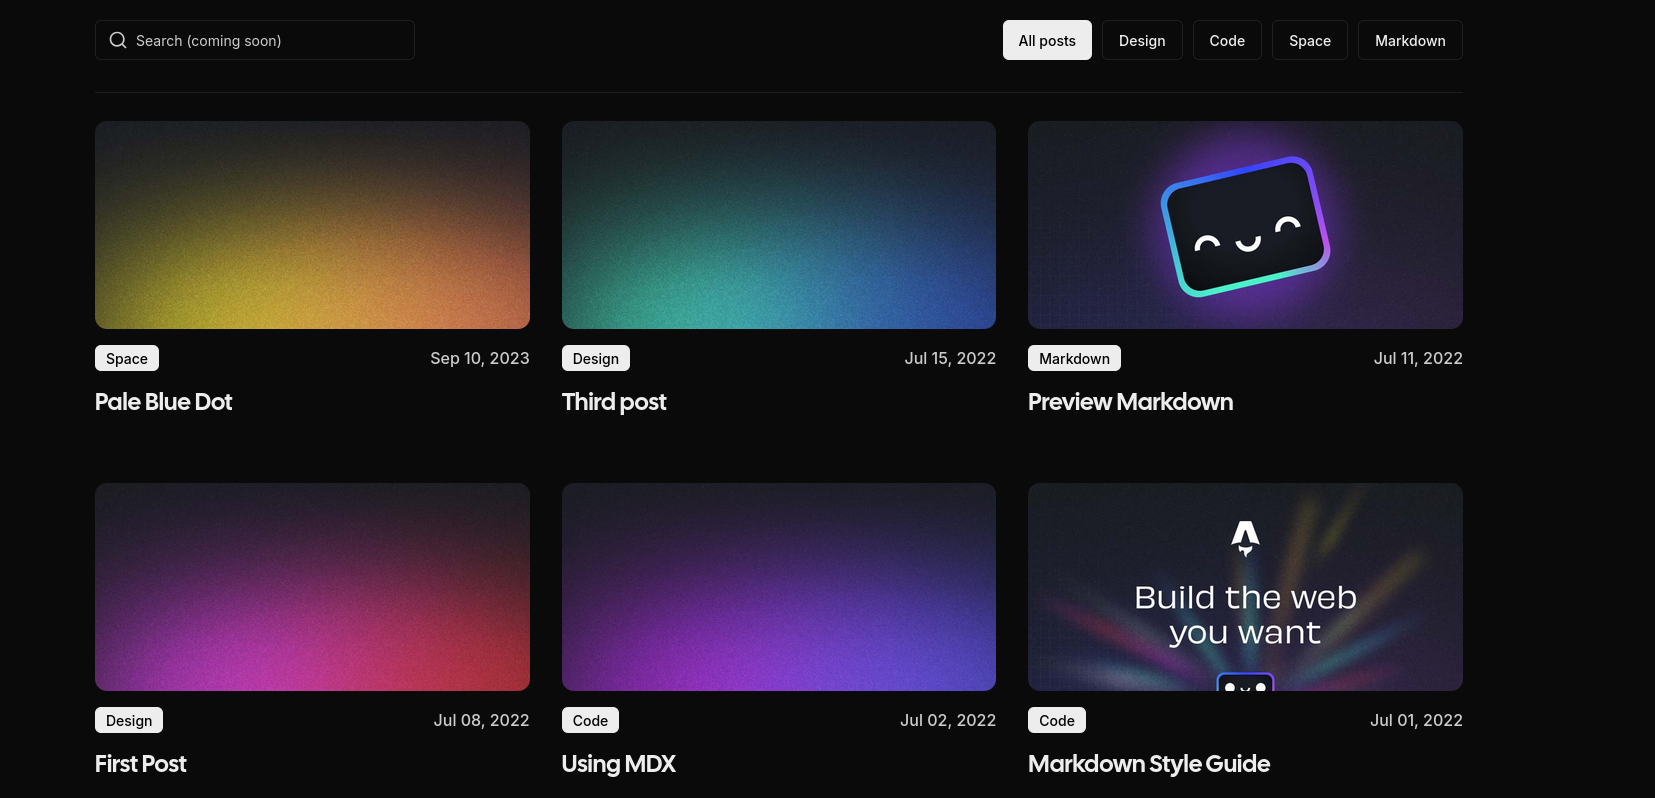 Search (coming soon)
All posts
Design
Code
Space
Markdown
Space
Sep 10, 2023
Pale Blue Dot
Design
Jul 15, 2022
Third post
Markdown
Jul 11, 2022
Preview Markdown
Design
Jul 08, 2022
First Post
Code
Jul 02, 2022
Using MDX
Build the web
you want
Code
Jul 01, 2022
Markdown Style Guide